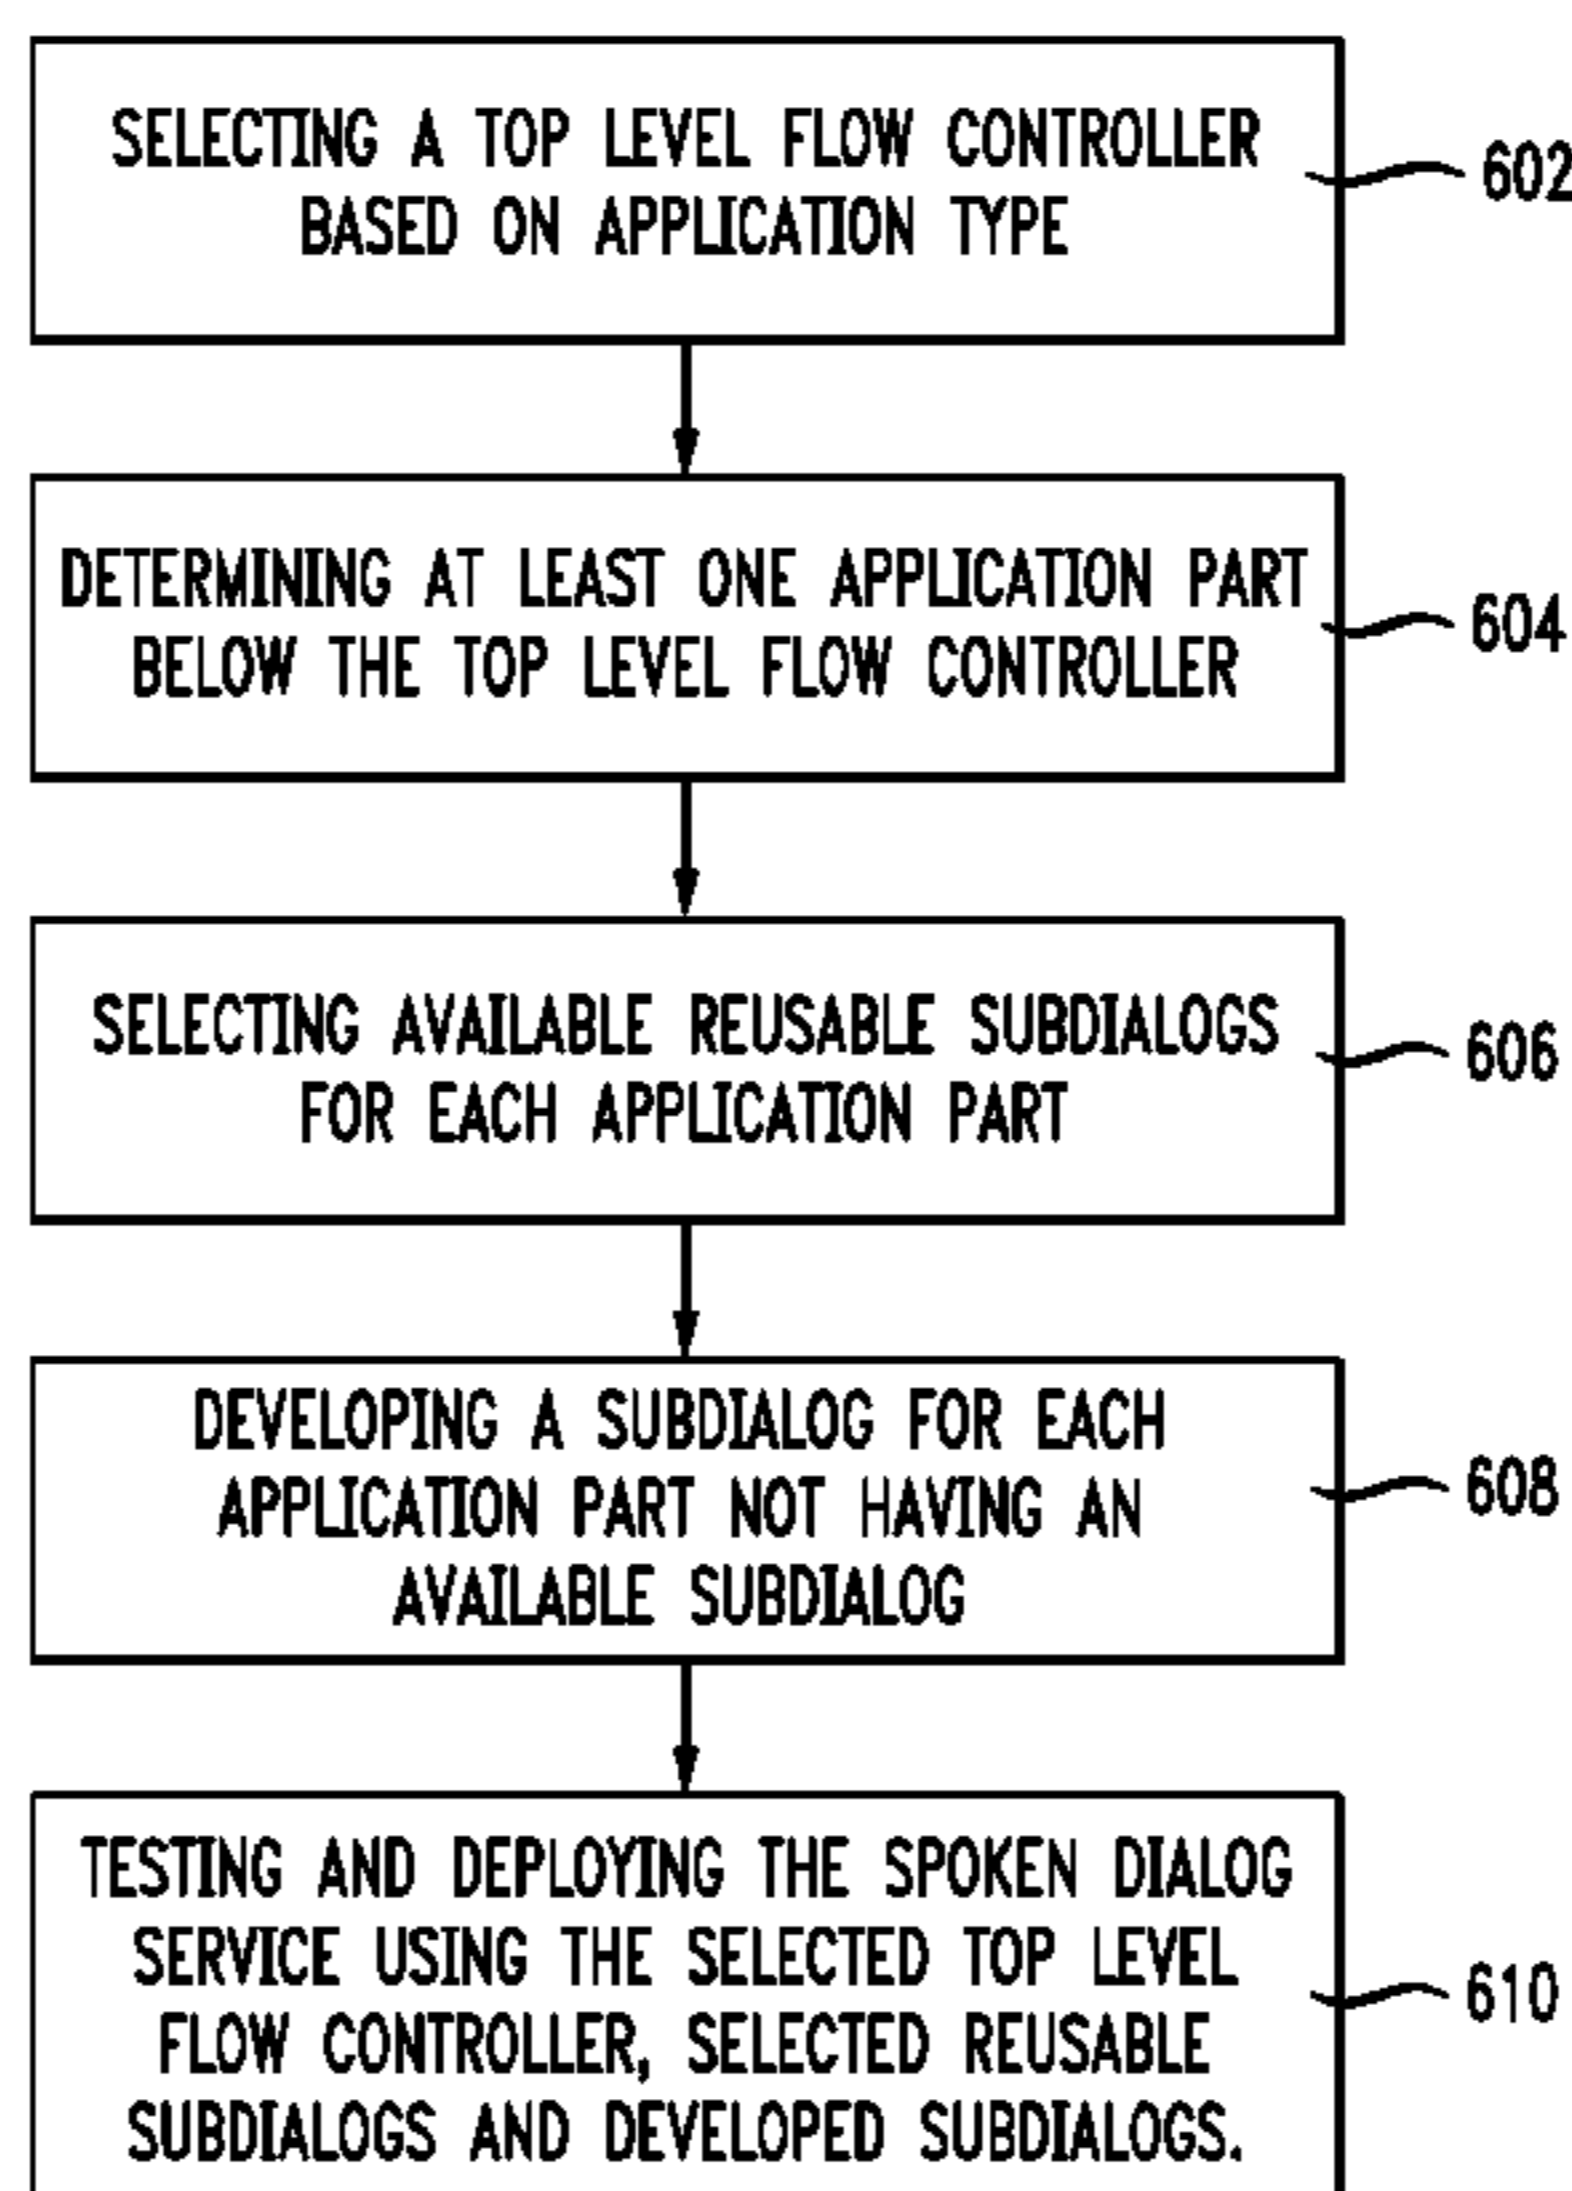 SELECTING A TOP LEVEL FLOW CONTROLLER
BASED ON APPLICATION TYPE
602
DETERMINING AT LEAST ONE APPLICATION PART
BELOW THE TOP LEVEL FLOW CONTROLLER
604
SELECTING AVAILABLE REUSABLE SUBDIALOGS
FOR EACH APPLICATION PART
606
DEVELOPING A SUBDIALOG FOR EACH
APPLICATION PART NOT HAVING AN
AVAILABLE SUBDIALOG
608
TESTING AND DEPLOYING THE SPOKEN DIALOG
SERVICE USING THE SELECTED TOP LEVEL
FLOW CONTROLLER, SELECTED REUSABLE
SUBDIALOGS AND DEVELOPED SUBDIALOGS.
610